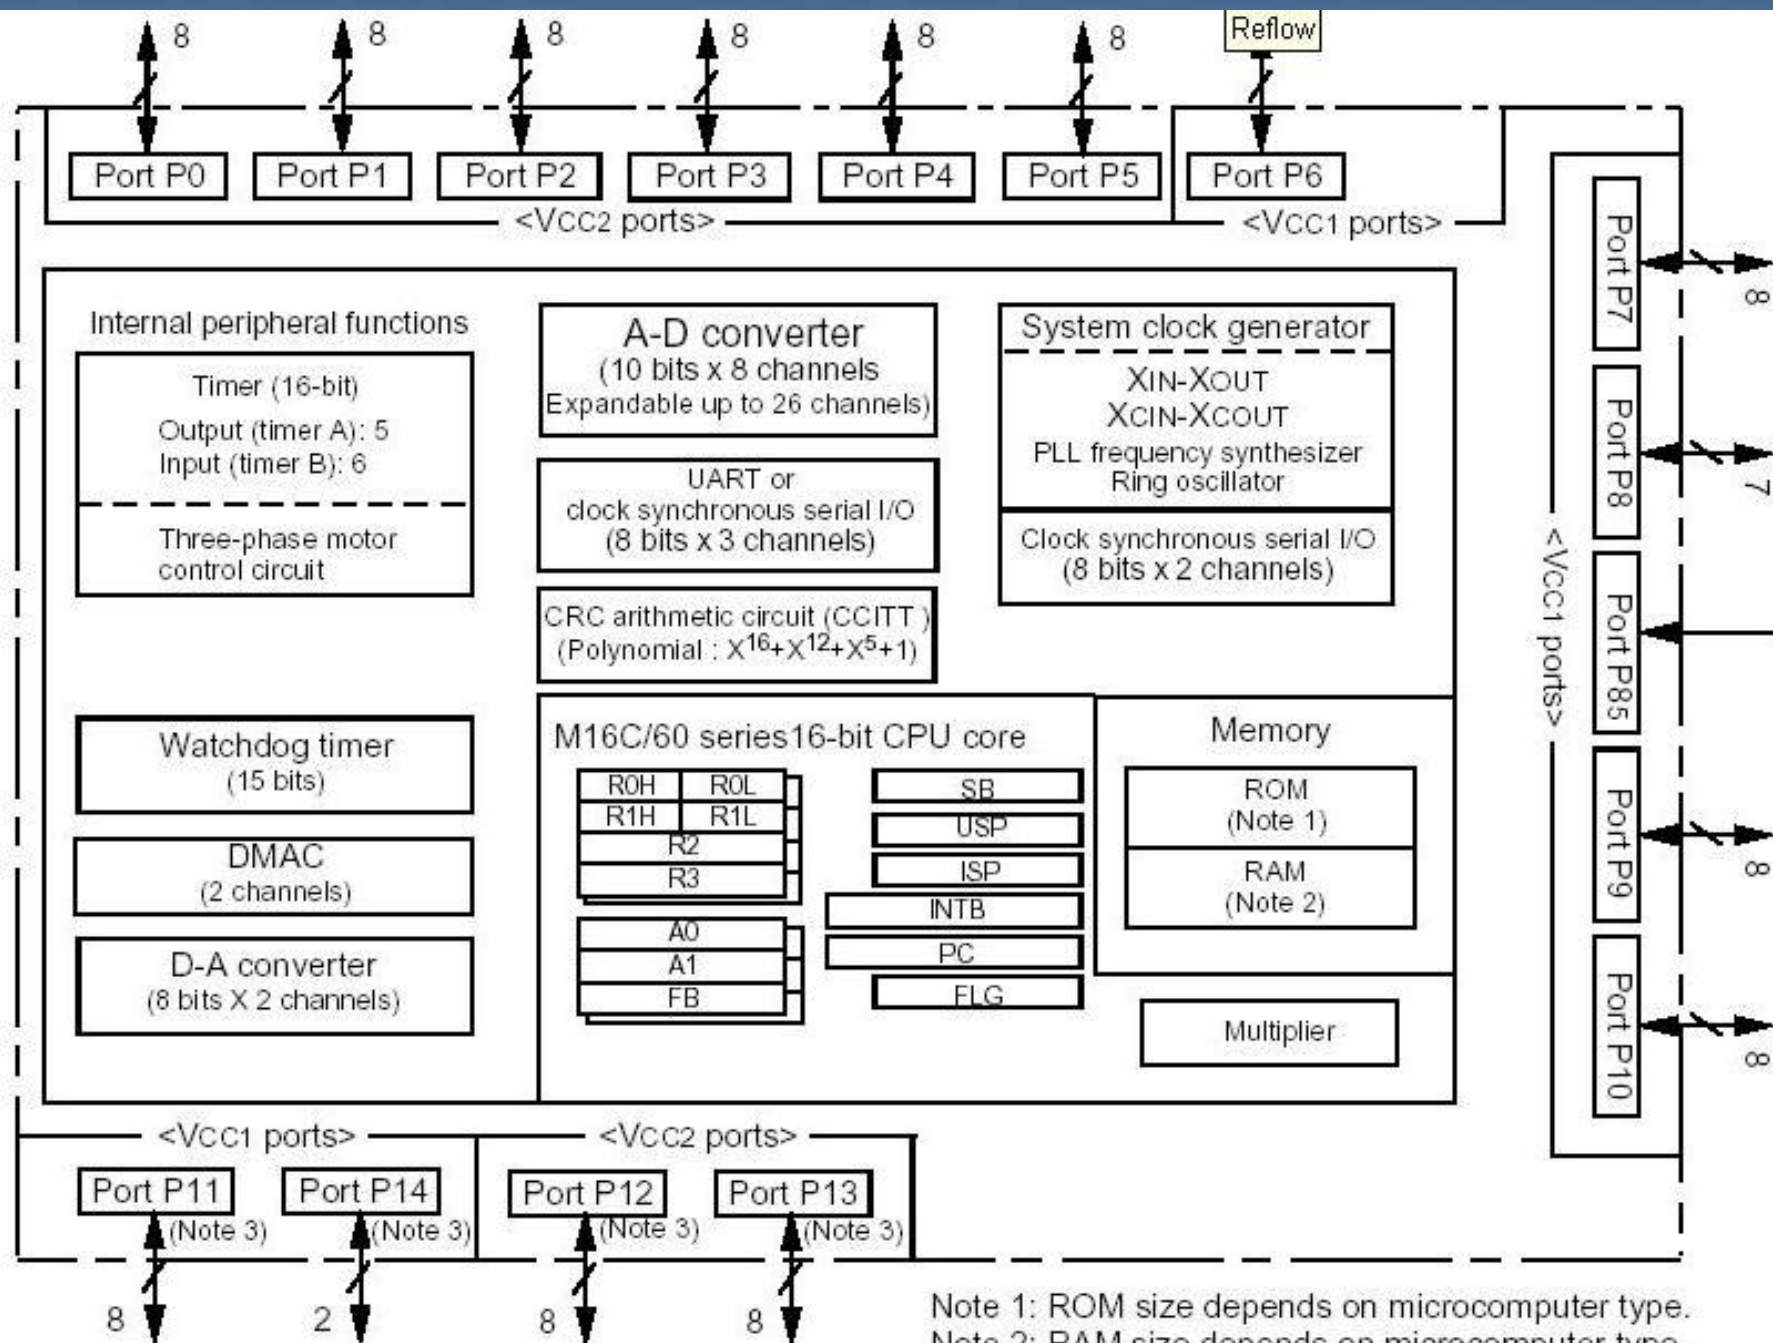 8
8
8
8
8
8
Reflow
Port P0
Port P1
Port P2
Port P3
Port P4
Port P5
Port P6
<VCC2 ports>
<VCC1 ports>
Internal peripheral functions
Timer (16-bit)
Output (timer A): 5
Input (timer B): 6
Three-phase motor
control circuit
Watchdog timer
(15 bits)
DMAC
(2 channels)
D-A converter
(8 bits X 2 channels)
A-D converter
(10 bits x 8 channels
Expandable up to 26 channels)
UART or
clock synchronous serial I/O
(8 bits x 3 channels)
CRC arithmetic circuit (CCITT )
(Polynomial : X16+X12+X5+1)
System clock generator
XIN-XOUT
XCIN-XCOUT
PLL frequency synthesizer
Ring oscillator
Clock synchronous serial I/O
(8 bits x 2 channels)
M16C/60 series16-bit CPU core
R0H
R0L
R1H
R1L
R2
R3
A0
A1
FB
SB
USP
ISP
INTB
PC
FLG
Memory
ROM
(Note 1)
RAM
(Note 2)
Multiplier
<VCC1 ports>
Port P7
8
Port P8
7
Port P85
Port P9
8
Port P10
8
<VCC1 ports>
<VCC2 ports>
Port P11
(Note 3)
Port P14
(Note 3)
Port P12
(Note 3)
Port P13
(Note 3)
8
2
8
8
Note 1: ROM size depends on microcomputer type.
Note 2: RAM size depends on microcomputer type